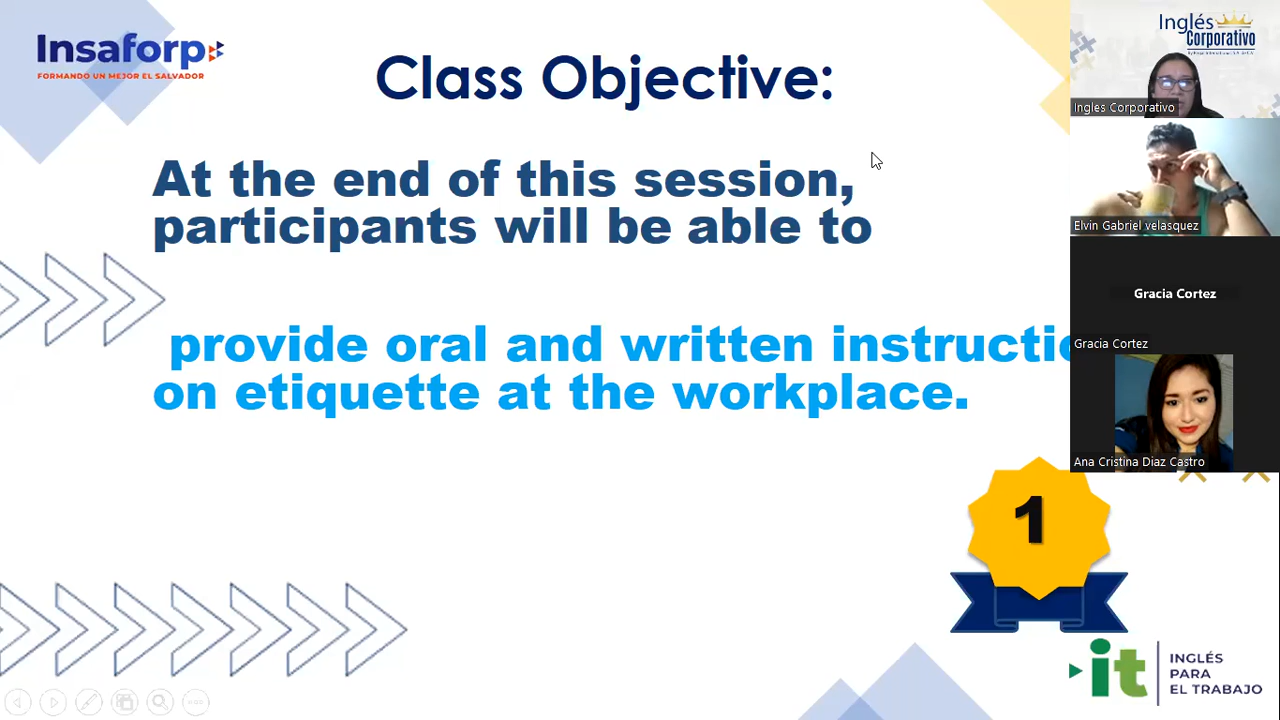 Insaforp
FORMANDO UN MEJOR EL SALVADOR
Class Objective:
At the end of this session,
participants will be able to
provide oral and written instructio
on etiquette at the workplace.
1
it
INGLÉS
PARA
EL TRABAJO
Inglés
Corporativo
Ingles Corporativo
Elvin Gabriel velasquez
Gracia Cortez
Gracia Cortez
Ana Cristina Diaz Castro